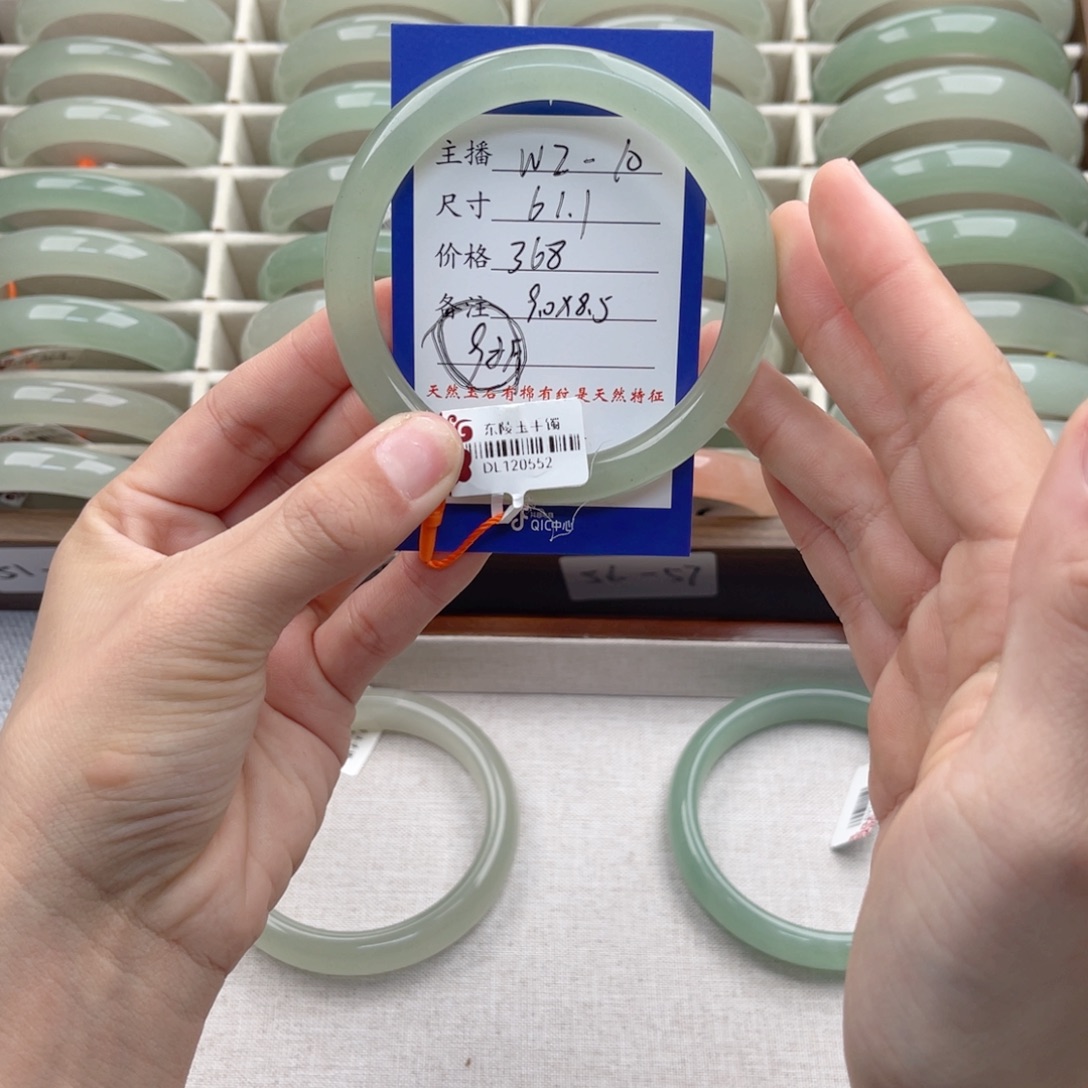 主播 WZ-10
尺寸 61.1
价格 368
备注 9.0X8.5
天然玉石有棉有纹是天然特征
东陵玉手镯
DL120552
QIC中心
56-57